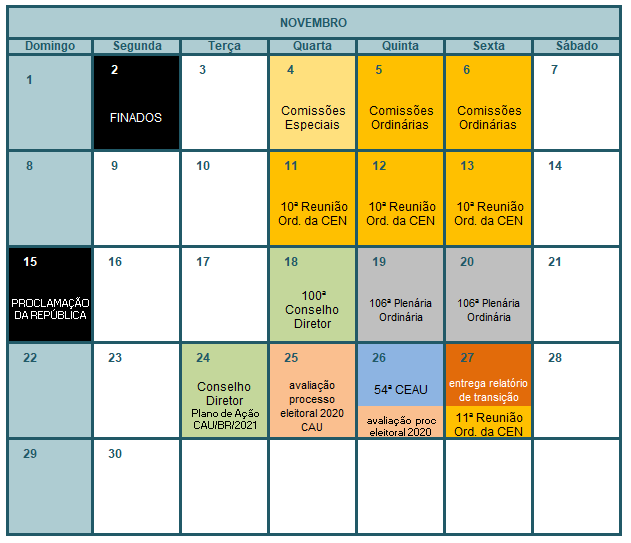 NOVEMBRO
Domingo Segunda Terça Quarta Quinta Sexta Sábado
1 2 3 4 5 6 7
FINADOS
Comissões
Especiais
Comissões
Ordinárias
Comissões
Ordinárias
8 9 10 11 12 13 14
10ª Reunião
Ord. da CEN
10ª Reunião
Ord. da CEN
10ª Reunião
Ord. da CEN
15 16 17 18 19 20 21
PROCLAMAÇÃO
DA REPÚBLICA
100ª
Conselho
Diretor
106ª Plenária
Ordinária
106ª Plenária
Ordinária
22 23 24 25 26 27 28
Conselho
Diretor
Plano de Ação
CAU/BR/2021
avaliação
processo
eleitoral 2020
CAU
54ª CEAU
avaliação proc
eleitoral 2020
entrega relatório
de transição
11ª Reunião
Ord. da CEN
29 30